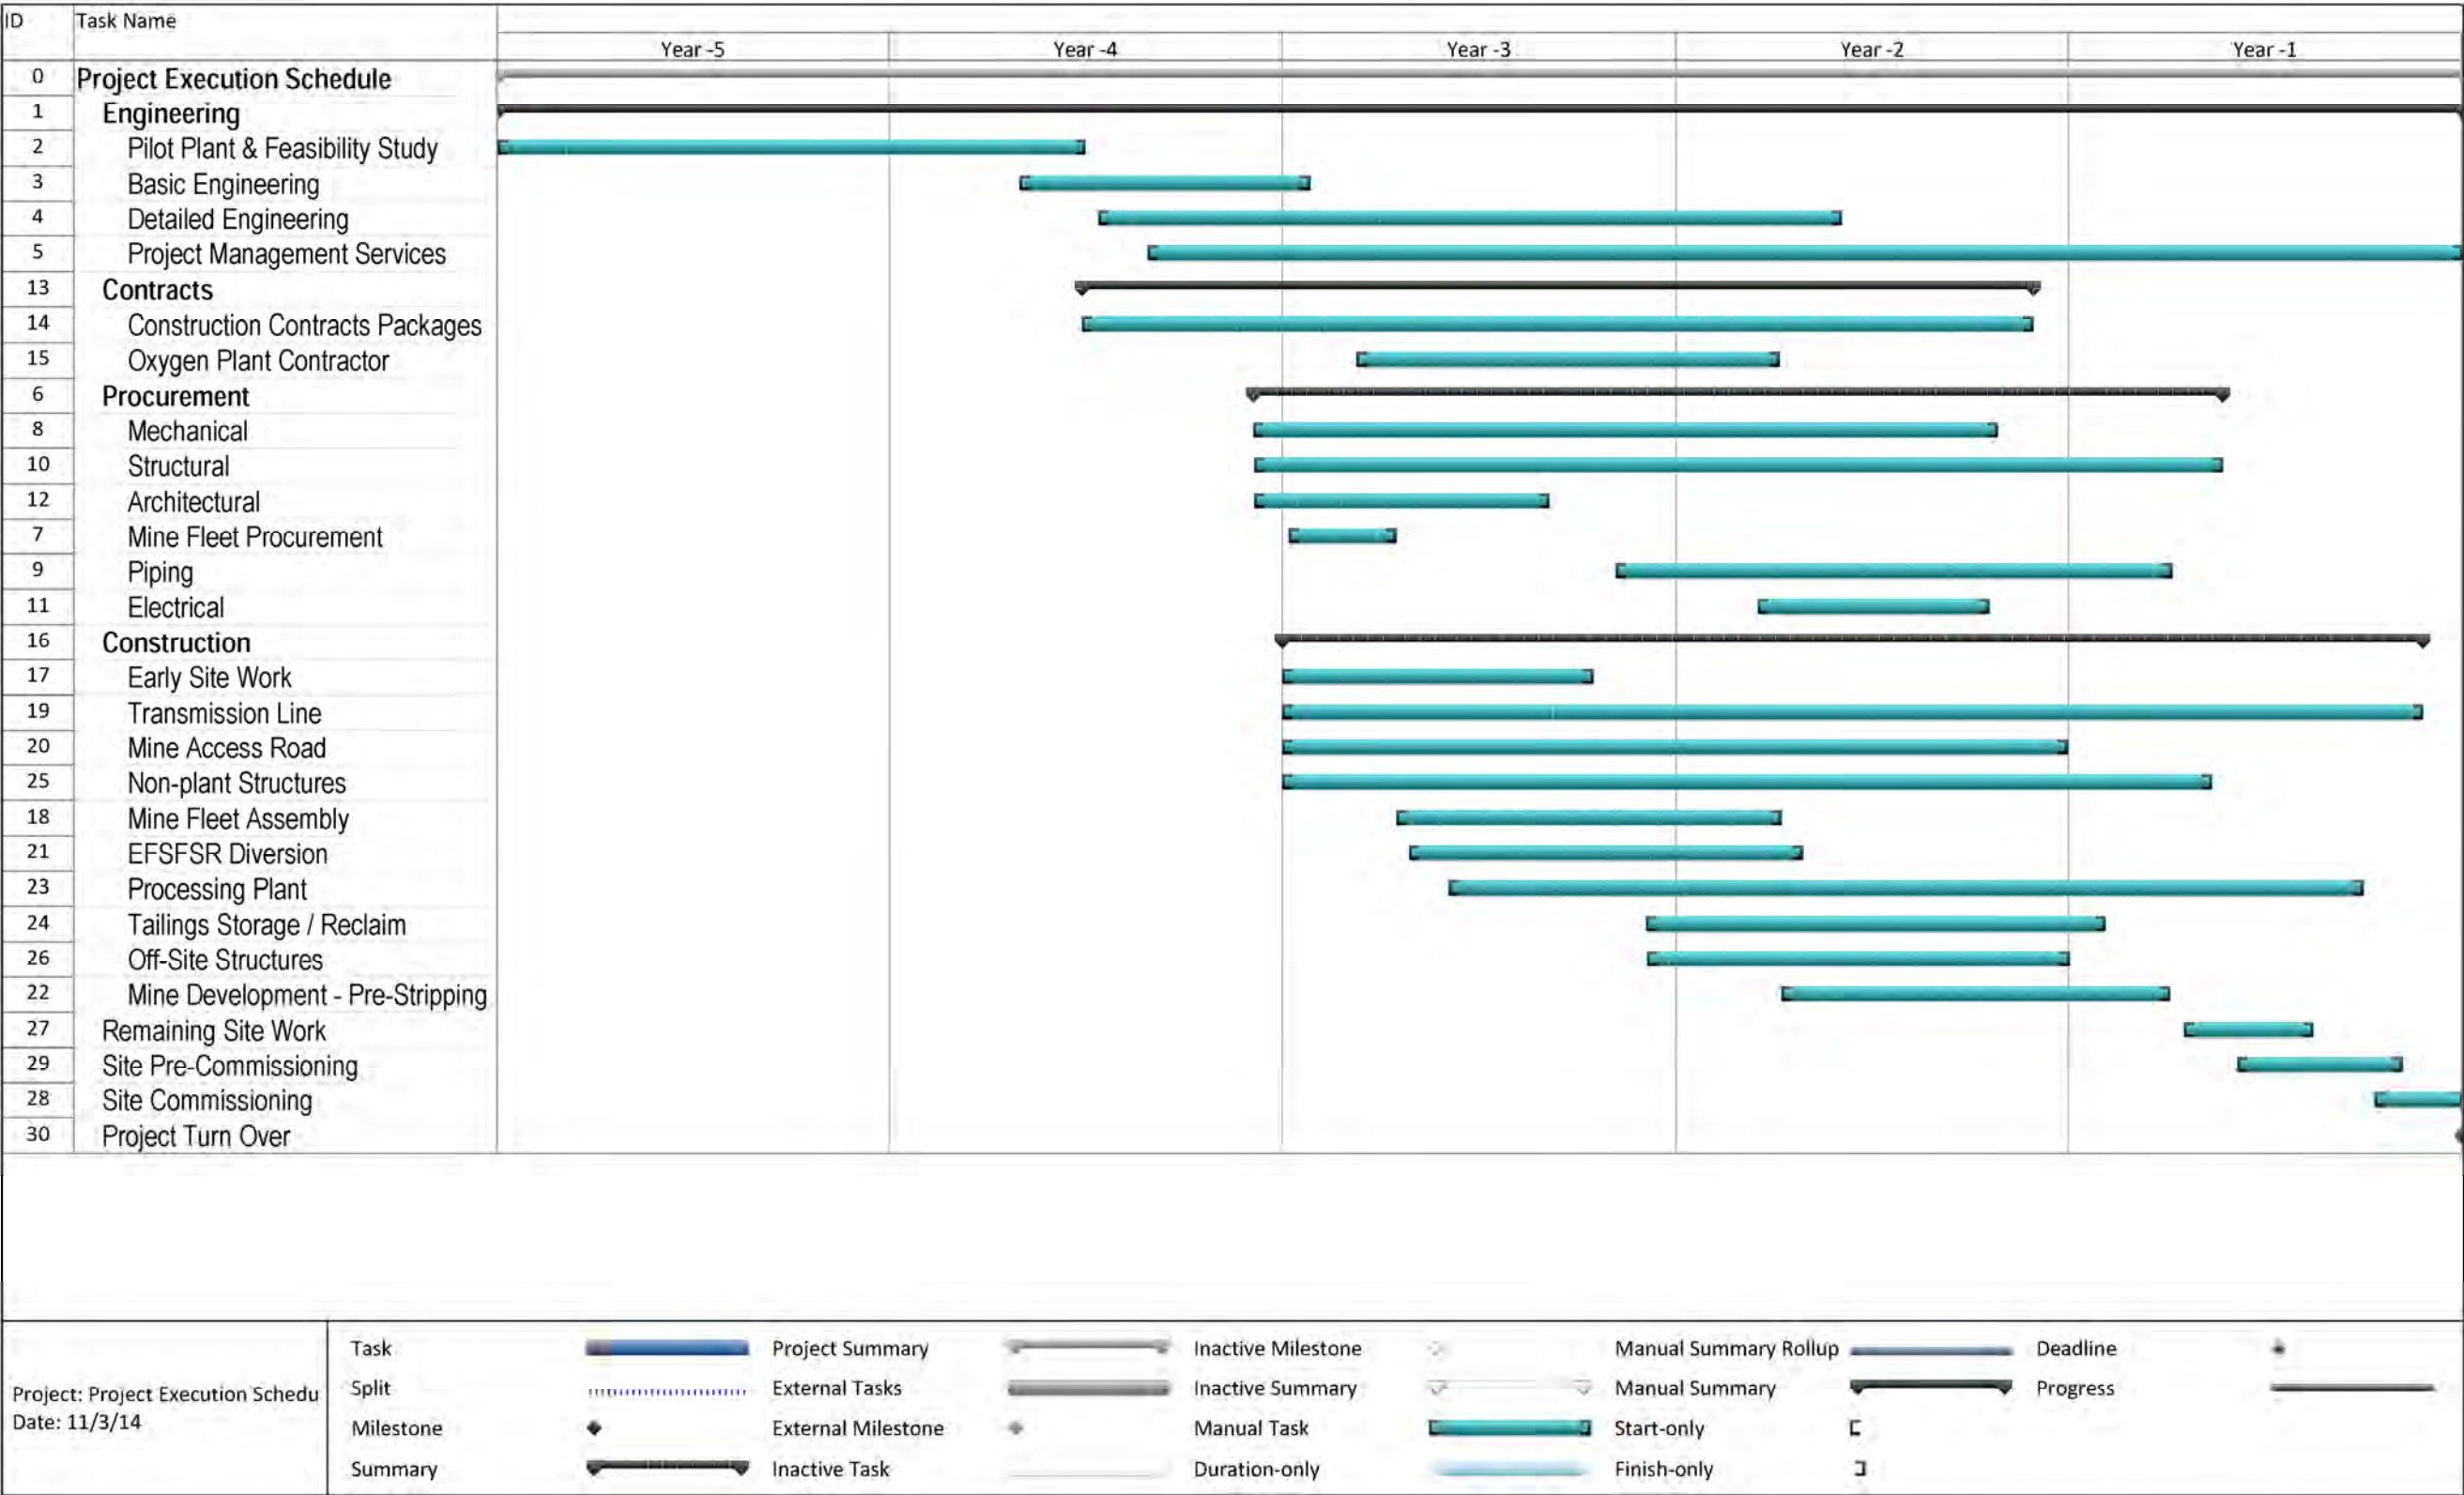 ID Task Name
Year -5 Year -4 Year -3 Year -2 Year -1
0 Project Execution Schedule
1 Engineering
2 Pilot Plant & Feasibility Study
3 Basic Engineering
4 Detailed Engineering
5 Project Management Services
13 Contracts
14 Construction Contracts Packages
15 Oxygen Plant Contractor
6 Procurement
8 Mechanical
10 Structural
12 Architectural
7 Mine Fleet Procurement
9 Piping
11 Electrical
16 Construction
17 Early Site Work
19 Transmission Line
20 Mine Access Road
25 Non-plant Structures
18 Mine Fleet Assembly
21 EFSFSR Diversion
23 Processing Plant
24 Tailings Storage / Reclaim
26 Off-Site Structures
22 Mine Development - Pre-Stripping
27 Remaining Site Work
29 Site Pre-Commissioning
28 Site Commissioning
30 Project Turn Over
Project: Project Execution Schedu
Date: 11/3/14
Task Project Summary Inactive Milestone Manual Summary Rollup Deadline
Split External Tasks Inactive Summary Manual Summary Progress
Milestone External Milestone Manual Task Start-only
Summary Inactive Task Duration-only Finish-only